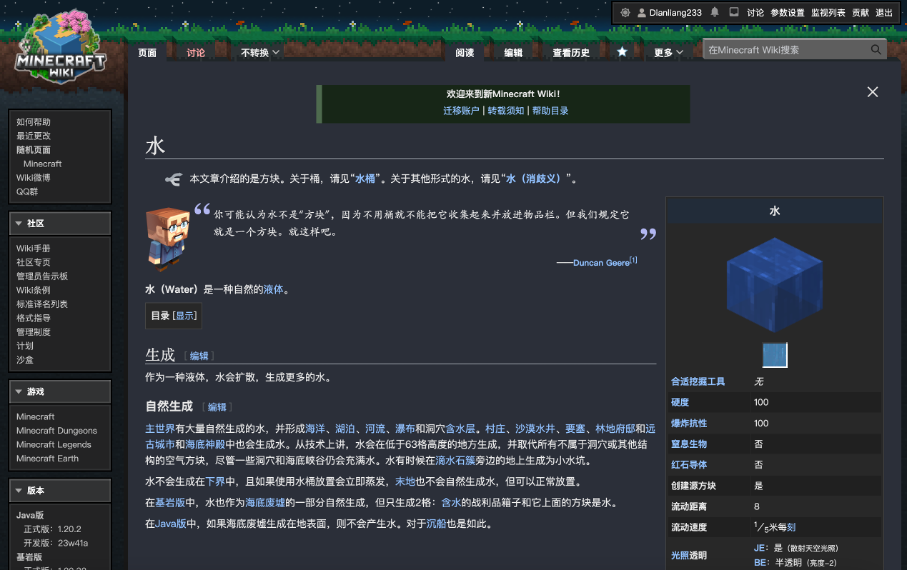 Dianliang233 讨论 参数设置 监视列表 贡献 退出
MINECRAFT
WIKI
页面 讨论 不转换 阅读 编辑 查看历史 更多 在Minecraft Wiki搜索
欢迎来到新Minecraft Wiki!
迁移账户 | 转载须知 | 帮助目录
如何帮助
最近更改
随机页面
Minecraft
Wiki微博
QQ群
社区
Wiki手册
社区专页
管理员告示板
Wiki条例
标准译名列表
格式指导
管理制度
计划
沙盒
游戏
Minecraft
Minecraft Dungeons
Minecraft Legends
Minecraft Earth
版本
Java版
正式版：1.20.2
开发版：23w41a
基岩版
水
本文章介绍的是方块。关于桶，请见“水桶”。关于其他形式的水，请见“水（消歧义）”。
“你可能认为水不是“方块”，因为不用桶就不能把它收集起来并放进物品栏。但我们规定它
就是一个方块。就这样吧。”
——Duncan Geere[1]
水（Water）是一种自然的液体。
目录 [显示]
生成 [编辑]
作为一种液体，水会扩散，生成更多的水。
自然生成 [编辑]
主世界有大量自然生成的水，并形成海洋、湖泊、河流、瀑布和洞穴含水层。村庄、沙漠水井、要塞、林地府邸和远
古城市和海底神殿中也会生成水。从技术上讲，水会在低于63格高度的地方生成，并取代所有不属于洞穴或其他结
构的空气方块，尽管一些洞穴和海底峡谷仍会充满水。水有时候在滴水石簇旁边的地上生成为小水坑。
水不会生成在下界中，且如果使用水桶放置会立即蒸发，末地也不会自然生成水，但可以正常放置。
在基岩版中，水也作为海底废墟的一部分自然生成，但只生成2格：含水的战利品箱子和它上面的方块是水。
在Java版中，如果海底废墟生成在地表面，则不会产生水。对于沉船也是如此。
水
合适挖掘工具 无
硬度 100
爆炸抗性 100
窒息生物 否
红石导体 否
创建源方块 是
流动距离 8
流动速度 1/5米每刻
光照透明 JE：是（散射天空光照）
BE：半透明（亮度-2）